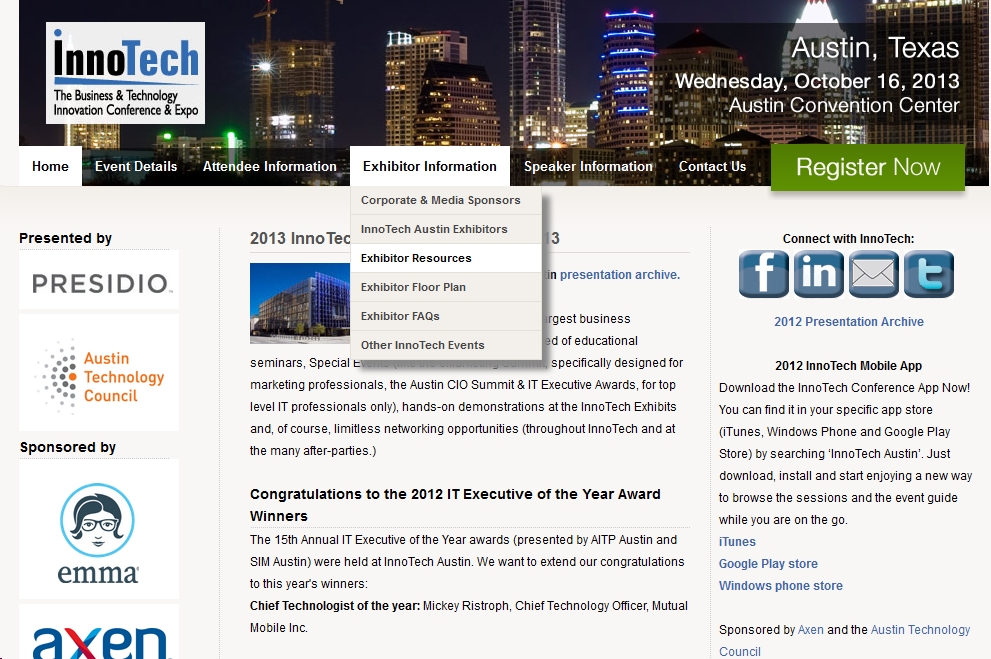 innoTech
The Business & Technology
Innovation Conference & Expo
Austin, Texas
Wednesday, October 16, 2013
Austin Convention Center
Home
Event Details
Attendee Information
Exhibitor Information
Speaker Information
Contact Us
Register Now
Corporate & Media Sponsors
InnoTech Austin Exhibitors
Exhibitor Resources
Exhibitor Floor Plan
Exhibitor FAQs
Other InnoTech Events
Presented by
PRESIDIO
Austin
Technology
Council
Sponsored by
emma
axen
2013 InnoTec
3
in presentation archive.
rgest business
ed of educational
seminars, Special
specifically designed for
marketing professionals, the Austin CIO Summit & IT Executive Awards, for top
level IT professionals only), hands-on demonstrations at the InnoTech Exhibits
and, of course, limitless networking opportunities (throughout InnoTech and at
the many after-parties.)
Congratulations to the 2012 IT Executive of the Year Award
Winners
The 15th Annual IT Executive of the Year awards (presented by AITP Austin and
SIM Austin) were held at InnoTech Austin. We want to extend our congratulations
to this year's winners:
Chief Technologist of the year: Mickey Ristroph, Chief Technology Officer, Mutual
Mobile Inc.
Connect with InnoTech:
f in t
2012 Presentation Archive
2012 InnoTech Mobile App
Download the InnoTech Conference App Now!
You can find it in your specific app store
(iTunes, Windows Phone and Google Play
Store) by searching ‘InnoTech Austin’. Just
download, install and start enjoying a new way
to browse the sessions and the event guide
while you are on the go.
iTunes
Google Play store
Windows phone store
Sponsored by Axen and the Austin Technology
Council